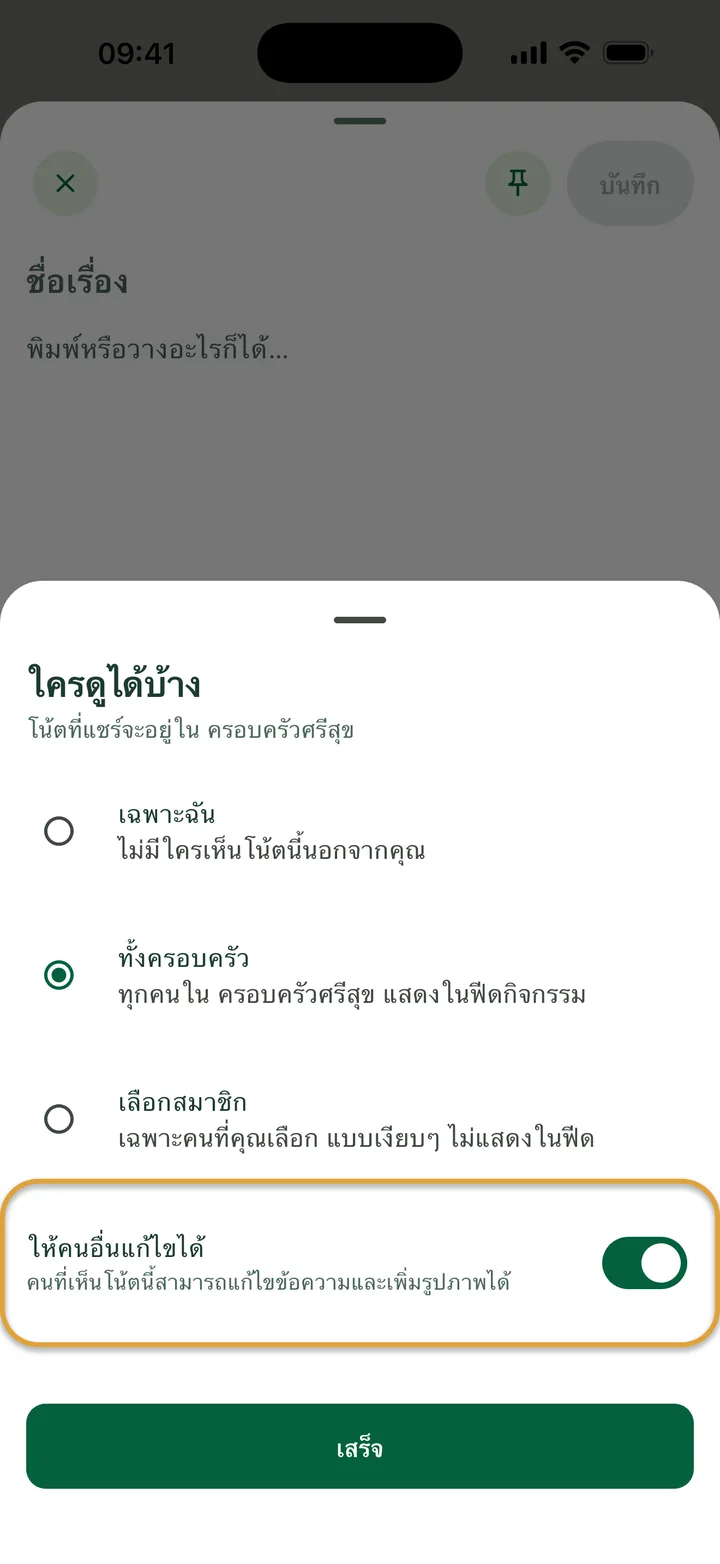 09:41
บันทึก
ชื่อเรื่อง
พิมพ์หรือวางอะไรก็ได้...
ใครดูได้บ้าง
โน้ตที่แชร์จะอยู่ใน ครอบครัวศรีสุข
เฉพาะฉัน
ไม่มีใครเห็นโน้ตนี้นอกจากคุณ
ทั้งครอบครัว
ทุกคนใน ครอบครัวศรีสุข แสดงในฟีดกิจกรรม
เลือกสมาชิก
เฉพาะคนที่คุณเลือก แบบเงียบๆ ไม่แสดงในฟีด
ให้คนอื่นแก้ไขได้
คนที่เห็นโน้ตนี้สามารถแก้ไขข้อความและเพิ่มรูปภาพได้
เสร็จ